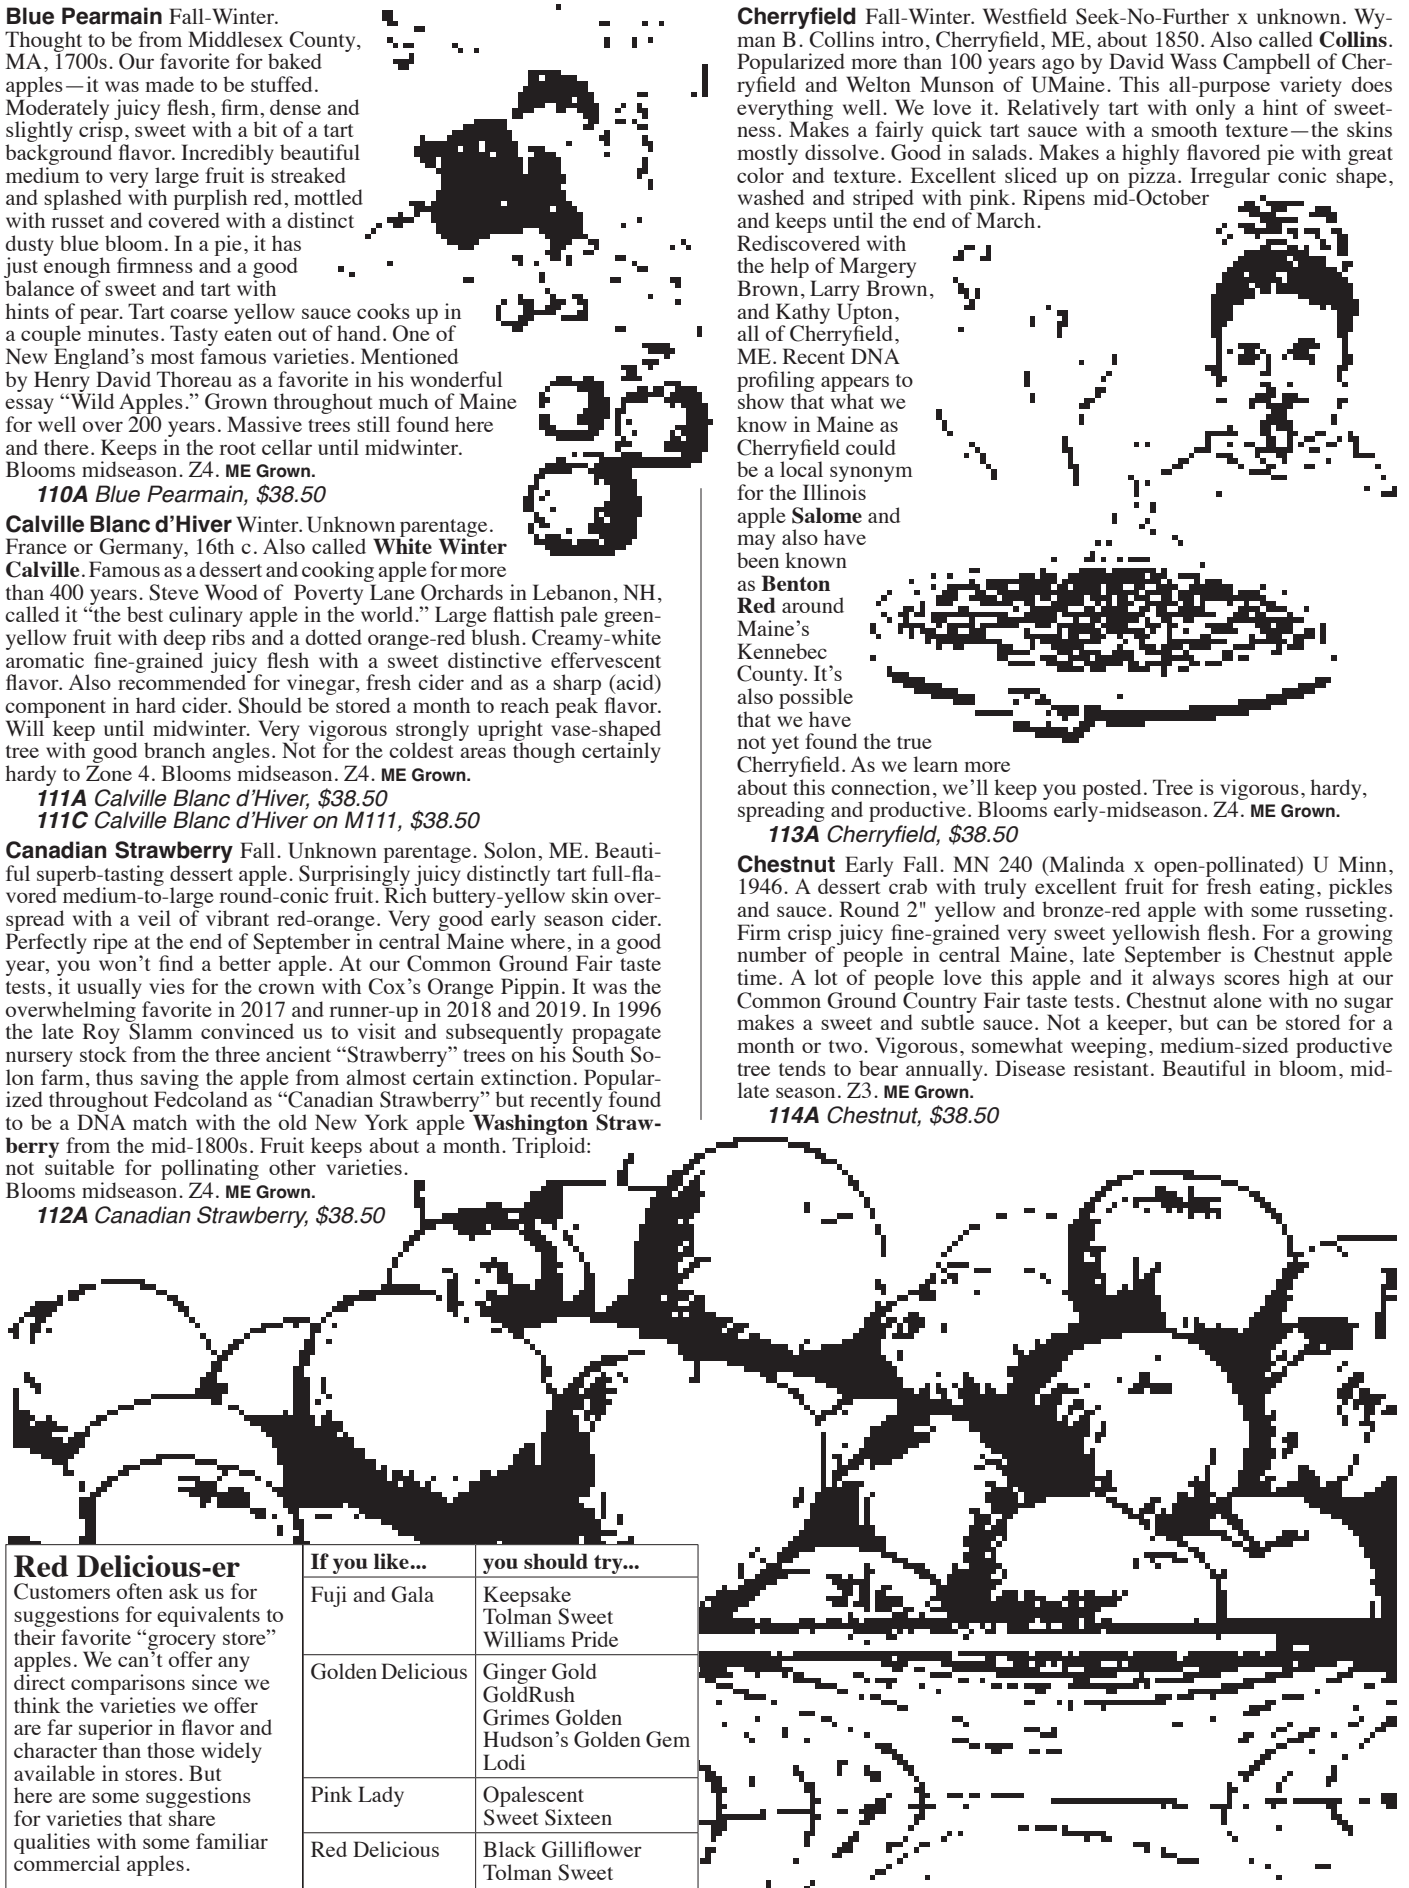 Blue Pearmain Fall-Winter.
Thought to be from Middlesex County,
MA, 1700s. Our favorite for baked
apples—it was made to be stuffed.
Moderately juicy flesh, firm, dense and
slightly crisp, sweet with a bit of a tart
background flavor. Incredibly beautiful
medium to very large fruit is streaked
and splashed with purplish red, mottled
with russet and covered with a distinct
dusty blue bloom. In a pie, it has
just enough firmness and a good
balance of sweet and tart with
hints of pear. Tart coarse yellow sauce cooks up in
a couple minutes. Tasty eaten out of hand. One of
New England's most famous varieties. Mentioned
by Henry David Thoreau as a favorite in his wonderful
essay “Wild Apples.” Grown throughout much of Maine
for well over 200 years. Massive trees still found here
and there. Keeps in the root cellar until midwinter.
Blooms midseason. Z4. ME Grown.
110A Blue Pearmain, $38.50
Calville Blanc d'Hiver Winter. Unknown parentage.
France or Germany, 16th c. Also called White Winter
Calville. Famous as a dessert and cooking apple for more
than 400 years. Steve Wood of Poverty Lane Orchards in Lebanon, NH,
called it “the best culinary apple in the world.” Large flattish pale green-
yellow fruit with deep ribs and a dotted orange-red blush. Creamy-white
aromatic fine-grained juicy flesh with a sweet distinctive effervescent
flavor. Also recommended for vinegar, fresh cider and as a sharp (acid)
component in hard cider. Should be stored a month to reach peak flavor.
Will keep until midwinter. Very vigorous strongly upright vase-shaped
tree with good branch angles. Not for the coldest areas though certainly
hardy to Zone 4. Blooms midseason. Z4. ME Grown.
111A Calville Blanc d'Hiver, $38.50
111C Calville Blanc d'Hiver on M111, $38.50
Canadian Strawberry Fall. Unknown parentage. Solon, ME. Beauti-
ful superb-tasting dessert apple. Surprisingly juicy distinctly tart full-fla-
vored medium-to-large round-conic fruit. Rich buttery-yellow skin over-
spread with a veil of vibrant red-orange. Very good early season cider.
Perfectly ripe at the end of September in central Maine where, in a good
year, you won't find a better apple. At our Common Ground Fair taste
tests, it usually vies for the crown with Cox's Orange Pippin. It was the
overwhelming favorite in 2017 and runner-up in 2018 and 2019. In 1996
the late Roy Slamm convinced us to visit and subsequently propagate
nursery stock from the three ancient “Strawberry” trees on his South So-
lon farm, thus saving the apple from almost certain extinction. Popular-
ized throughout Fedcoland as “Canadian Strawberry” but recently found
to be a DNA match with the old New York apple Washington Straw-
berry from the mid-1800s. Fruit keeps about a month. Triploid:
not suitable for pollinating other varieties.
Blooms midseason. Z4. ME Grown.
112A Canadian Strawberry, $38.50
Cherryfield Fall-Winter. Westfield Seek-No-Further x unknown. Wy-
man B. Collins intro, Cherryfield, ME, about 1850. Also called Collins.
Popularized more than 100 years ago by David Wass Campbell of Cher-
ryfield and Welton Munson of UMaine. This all-purpose variety does
everything well. We love it. Relatively tart with only a hint of sweet-
ness. Makes a fairly quick tart sauce with a smooth texture—the skins
mostly dissolve. Good in salads. Makes a highly flavored pie with great
color and texture. Excellent sliced up on pizza. Irregular conic shape,
washed and striped with pink. Ripens mid-October
and keeps until the end of March.
Rediscovered with
the help of Margery
Brown, Larry Brown,
and Kathy Upton,
all of Cherryfield,
ME. Recent DNA
profiling appears to
show that what we
know in Maine as
Cherryfield could
be a local synonym
for the Illinois
apple Salome and
may also have
been known
as Benton
Red around
Maine's
Kennebec
County. It's
also possible
that we have
not yet found the true
Cherryfield. As we learn more
about this connection, we'll keep you posted. Tree is vigorous, hardy,
spreading and productive. Blooms early-midseason. Z4. ME Grown.
113A Cherryfield, $38.50
Chestnut Early Fall. MN 240 (Malinda x open-pollinated) U Minn,
1946. A dessert crab with truly excellent fruit for fresh eating, pickles
and sauce. Round 2" yellow and bronze-red apple with some russeting.
Firm crisp juicy fine-grained very sweet yellowish flesh. For a growing
number of people in central Maine, late September is Chestnut apple
time. A lot of people love this apple and it always scores high at our
Common Ground Country Fair taste tests. Chestnut alone with no sugar
makes a sweet and subtle sauce. Not a keeper, but can be stored for a
month or two. Vigorous, somewhat weeping, medium-sized productive
tree tends to bear annually. Disease resistant. Beautiful in bloom, mid-
late season. Z3. ME Grown.
114A Chestnut, $38.50
Red Delicious-er
Customers often ask us for
suggestions for equivalents to
their favorite “grocery store”
apples. We can't offer any
direct comparisons since we
think the varieties we offer
are far superior in flavor and
character than those widely
available in stores. But
here are some suggestions
for varieties that share
qualities with some familiar
commercial apples.
If you like... you should try...
Fuji and Gala Keepsake
Tolman Sweet
Williams Pride
Golden Delicious Ginger Gold
GoldRush
Grimes Golden
Hudson's Golden Gem
Lodi
Pink Lady Opalescent
Sweet Sixteen
Red Delicious Black Gilliflower
Tolman Sweet